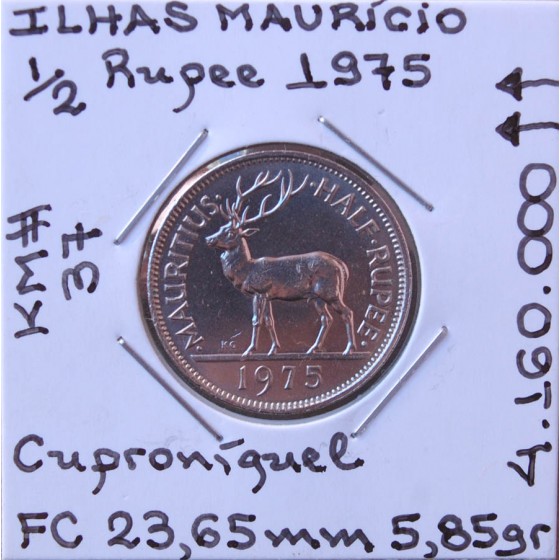 ILHAS MAURÍCIO
1/2 Rupee 1975
↑↑
KM# 37
MAURITIUS · HALF · RUPEE ·
KG
1975
4.160.000
Cuproníquel
FC 23,65mm 5,85gr